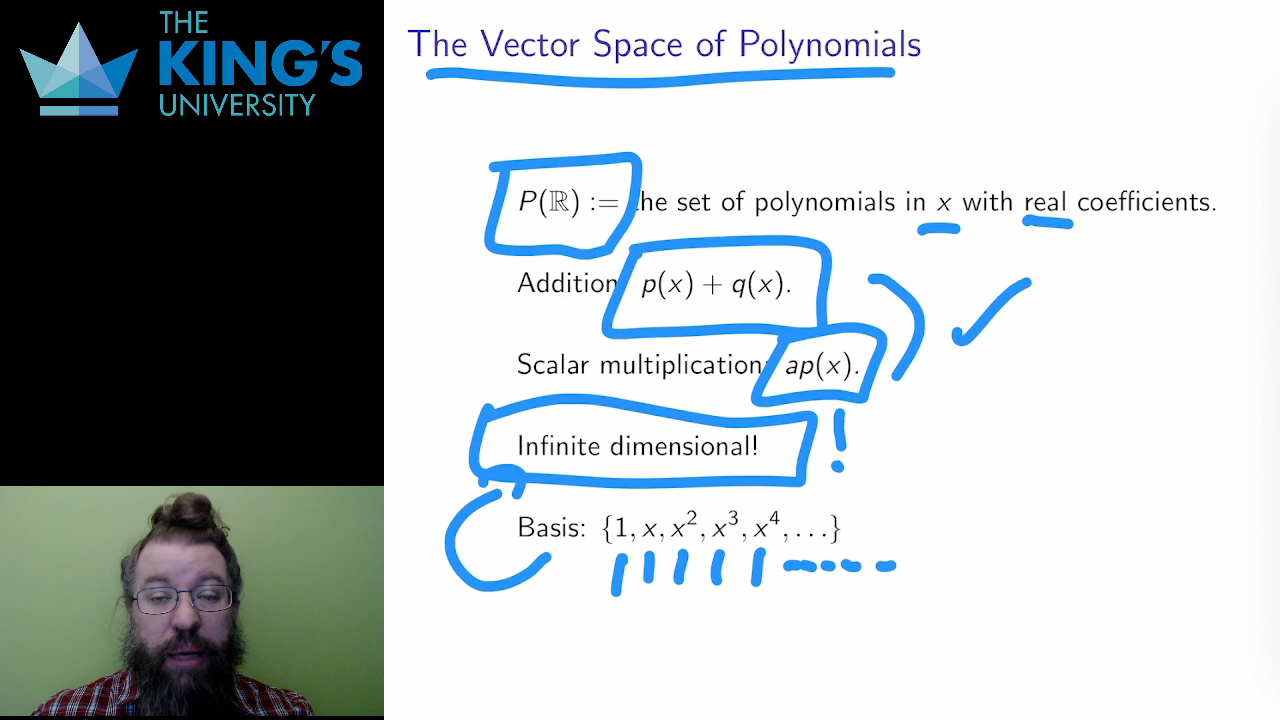 THE
KING'S
UNIVERSITY
The Vector Space of Polynomials
P(ℝ) := the set of polynomials in x with real coefficients.
Addition: p(x) + q(x).
Scalar multiplication: ap(x).
Infinite dimensional!
!
Basis: {1, x, x², x³, x⁴, . . .}